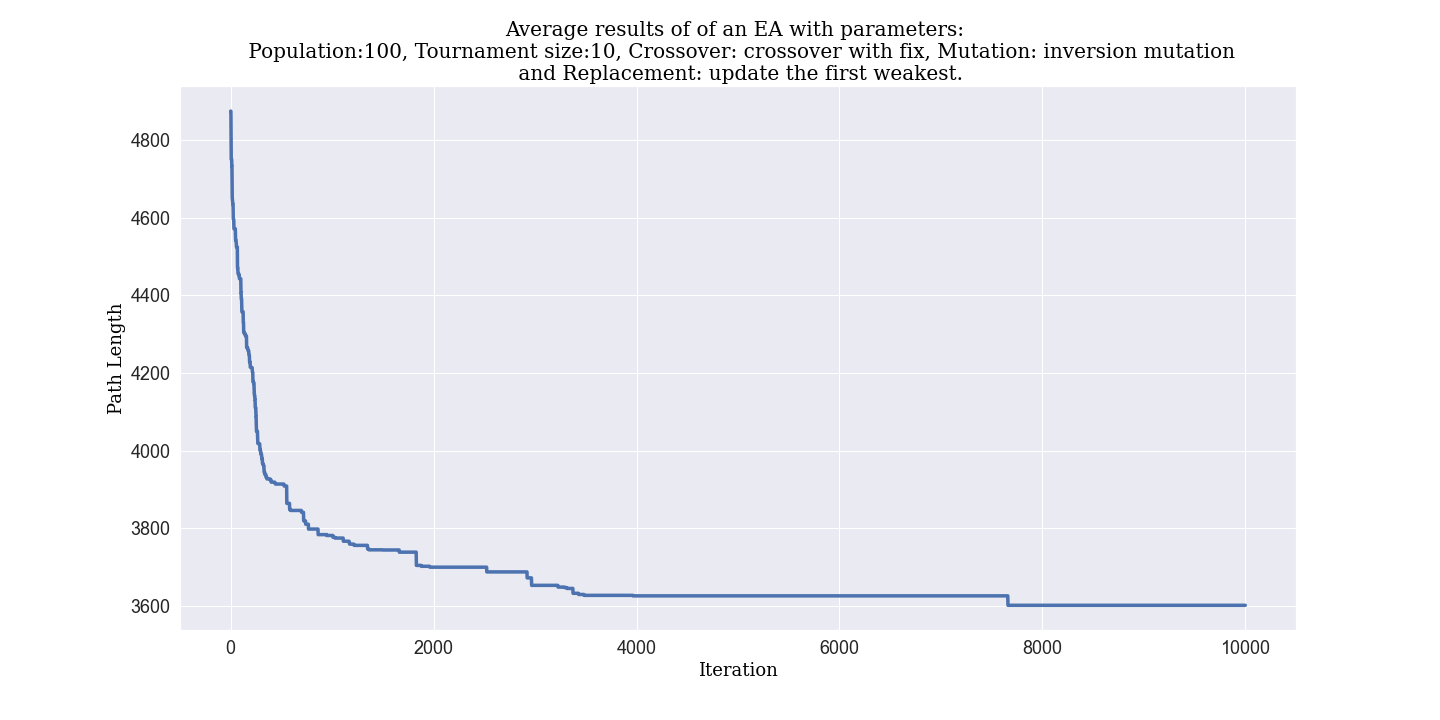 Average results of of an EA with parameters:
Population:100, Tournament size:10, Crossover: crossover with fix, Mutation: inversion mutation
and Replacement: update the first weakest.
4800
4600
4400
4200
4000
3800
3600
Path Length
0 2000 4000 6000 8000 10000
Iteration